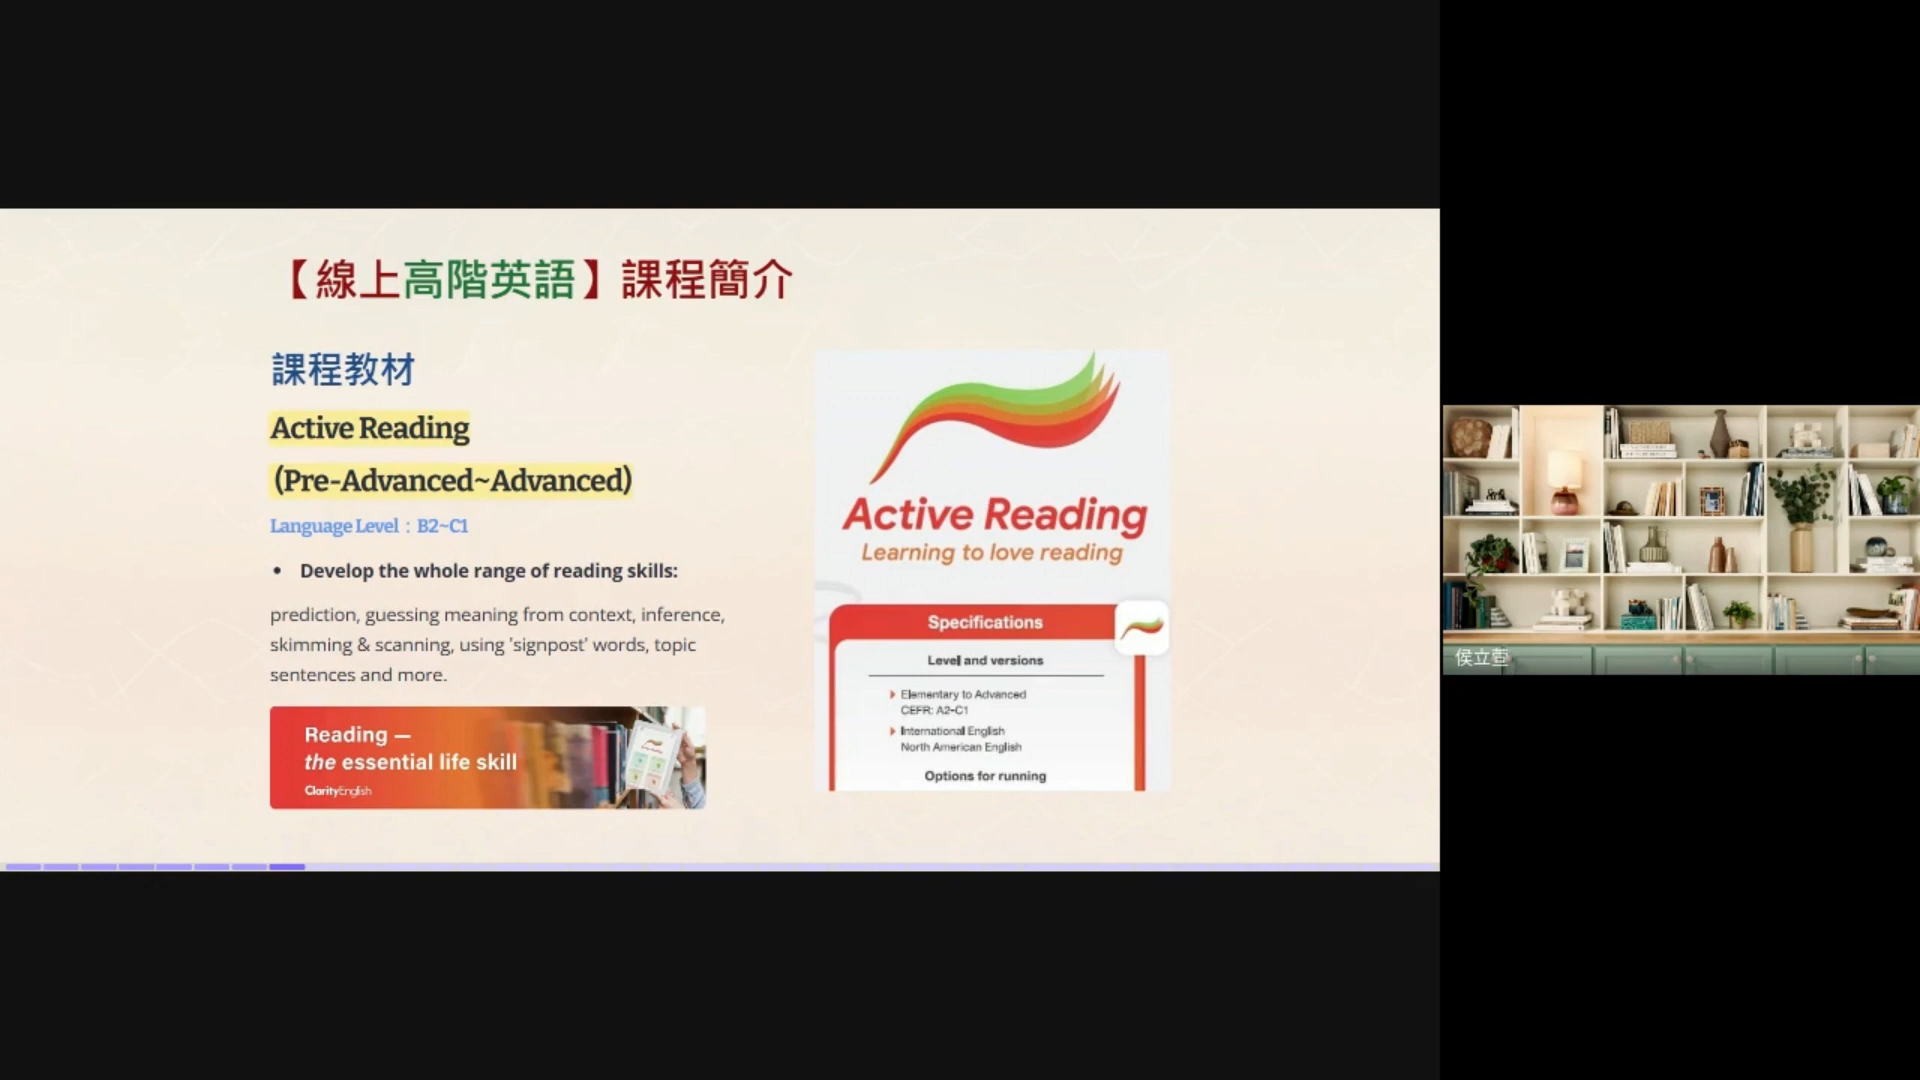 【線上高階英語】課程簡介
課程教材
Active Reading
(Pre-Advanced~Advanced)
Language Level：B2~C1
• Develop the whole range of reading skills:
prediction, guessing meaning from context, inference,
skimming & scanning, using 'signpost' words, topic
sentences and more.
Reading —
the essential life skill
ClarityEnglish
Active Reading
Learning to love reading
Specifications
Level and versions
Elementary to Advanced
CEFR: A2-C1
International English
North American English
Options for running
侯立萱